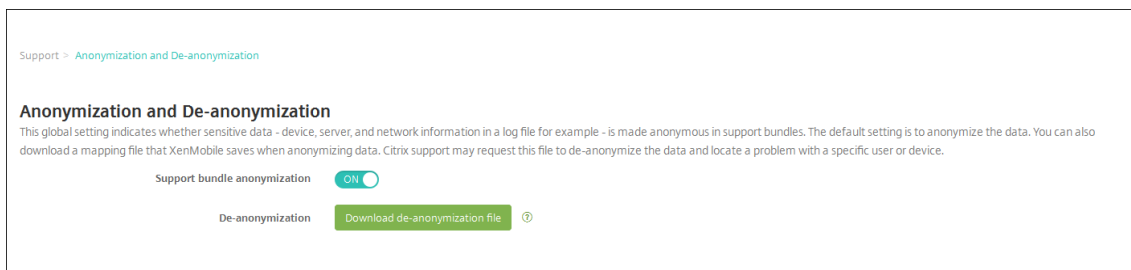 Support > Anonymization and De-anonymization
Anonymization and De-anonymization
This global setting indicates whether sensitive data - device, server, and network information in a log file for example - is made anonymous in support bundles. The default setting is to anonymize the data. You can also
download a mapping file that XenMobile saves when anonymizing data. Citrix support may request this file to de-anonymize the data and locate a problem with a specific user or device.
Support bundle anonymization ON
De-anonymization Download de-anonymization file ?